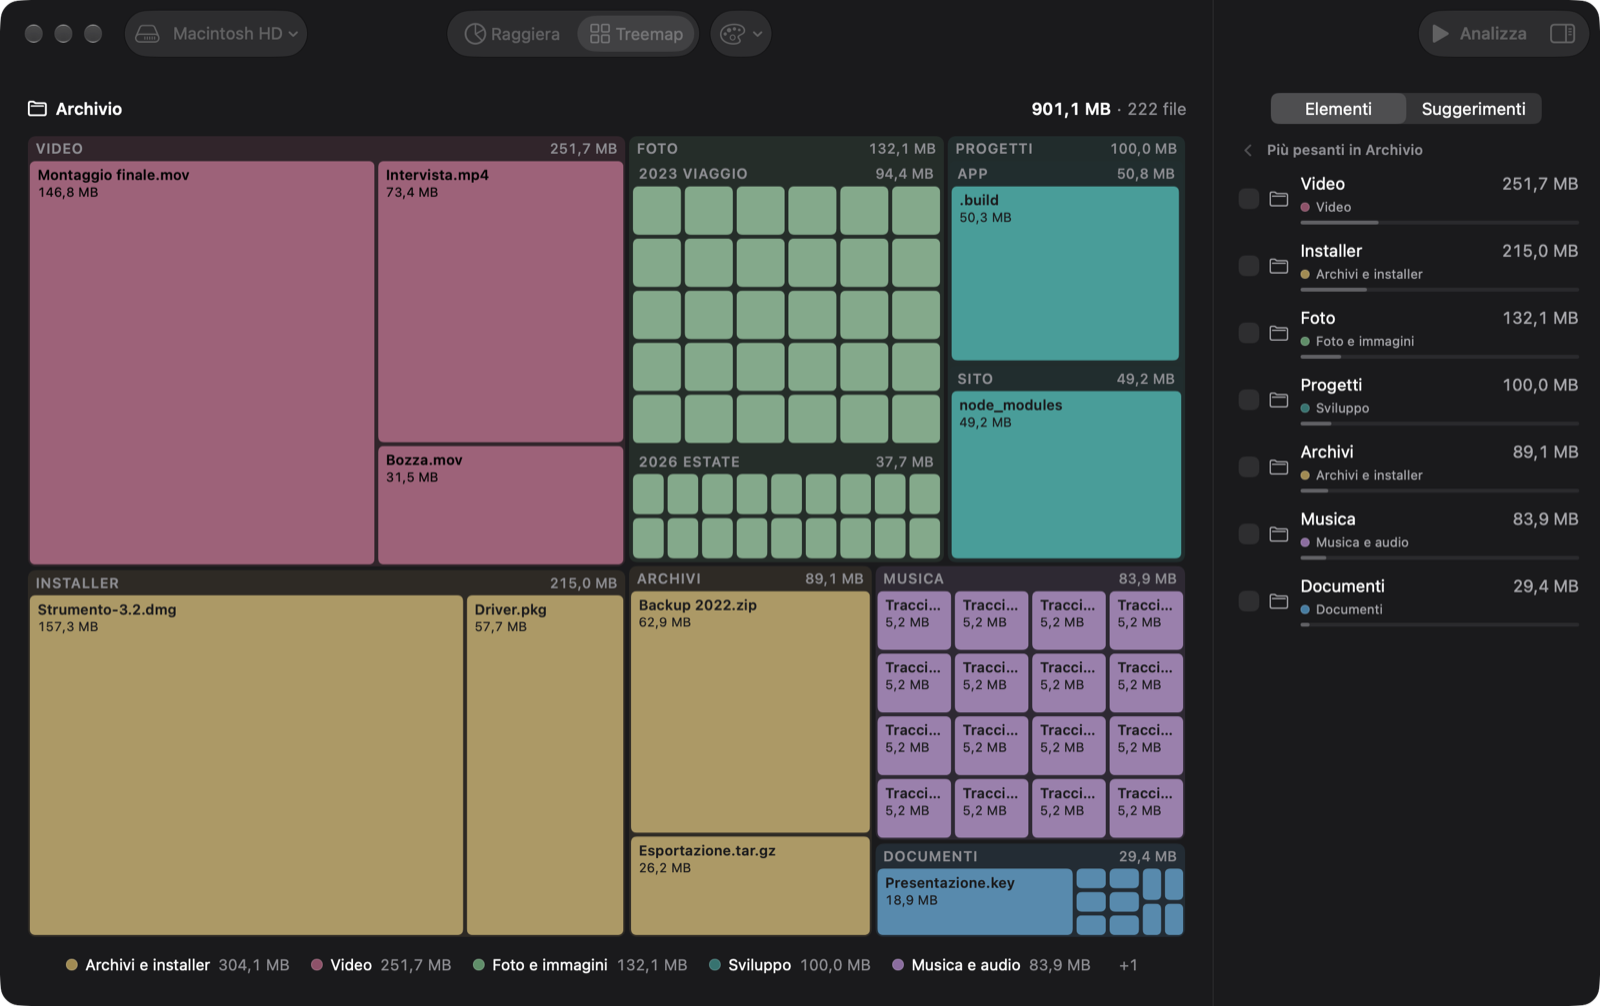 Macintosh HD
Raggiera
Treemap
Analizza
Archivio
901,1 MB · 222 file
VIDEO 251,7 MB
Montaggio finale.mov
146,8 MB
Intervista.mp4
73,4 MB
Bozza.mov
31,5 MB
FOTO 132,1 MB
2023 VIAGGIO 94,4 MB
2026 ESTATE 37,7 MB
PROGETTI 100,0 MB
APP 50,8 MB
.build
50,3 MB
SITO 49,2 MB
node_modules
49,2 MB
INSTALLER 215,0 MB
Strumento-3.2.dmg
157,3 MB
Driver.pkg
57,7 MB
ARCHIVI 89,1 MB
Backup 2022.zip
62,9 MB
Esportazione.tar.gz
26,2 MB
MUSICA 83,9 MB
Tracci... Tracci... Tracci... Tracci...
5,2 MB 5,2 MB 5,2 MB 5,2 MB
Tracci... Tracci... Tracci... Tracci...
5,2 MB 5,2 MB 5,2 MB 5,2 MB
Tracci... Tracci... Tracci... Tracci...
5,2 MB 5,2 MB 5,2 MB 5,2 MB
Tracci... Tracci... Tracci... Tracci...
5,2 MB 5,2 MB 5,2 MB 5,2 MB
DOCUMENTI 29,4 MB
Presentazione.key
18,9 MB
Archivi e installer 304,1 MB Video 251,7 MB Foto e immagini 132,1 MB Sviluppo 100,0 MB Musica e audio 83,9 MB +1
Elementi Suggerimenti
Più pesanti in Archivio
Video 251,7 MB
Video
Installer 215,0 MB
Archivi e installer
Foto 132,1 MB
Foto e immagini
Progetti 100,0 MB
Sviluppo
Archivi 89,1 MB
Archivi e installer
Musica 83,9 MB
Musica e audio
Documenti 29,4 MB
Documenti